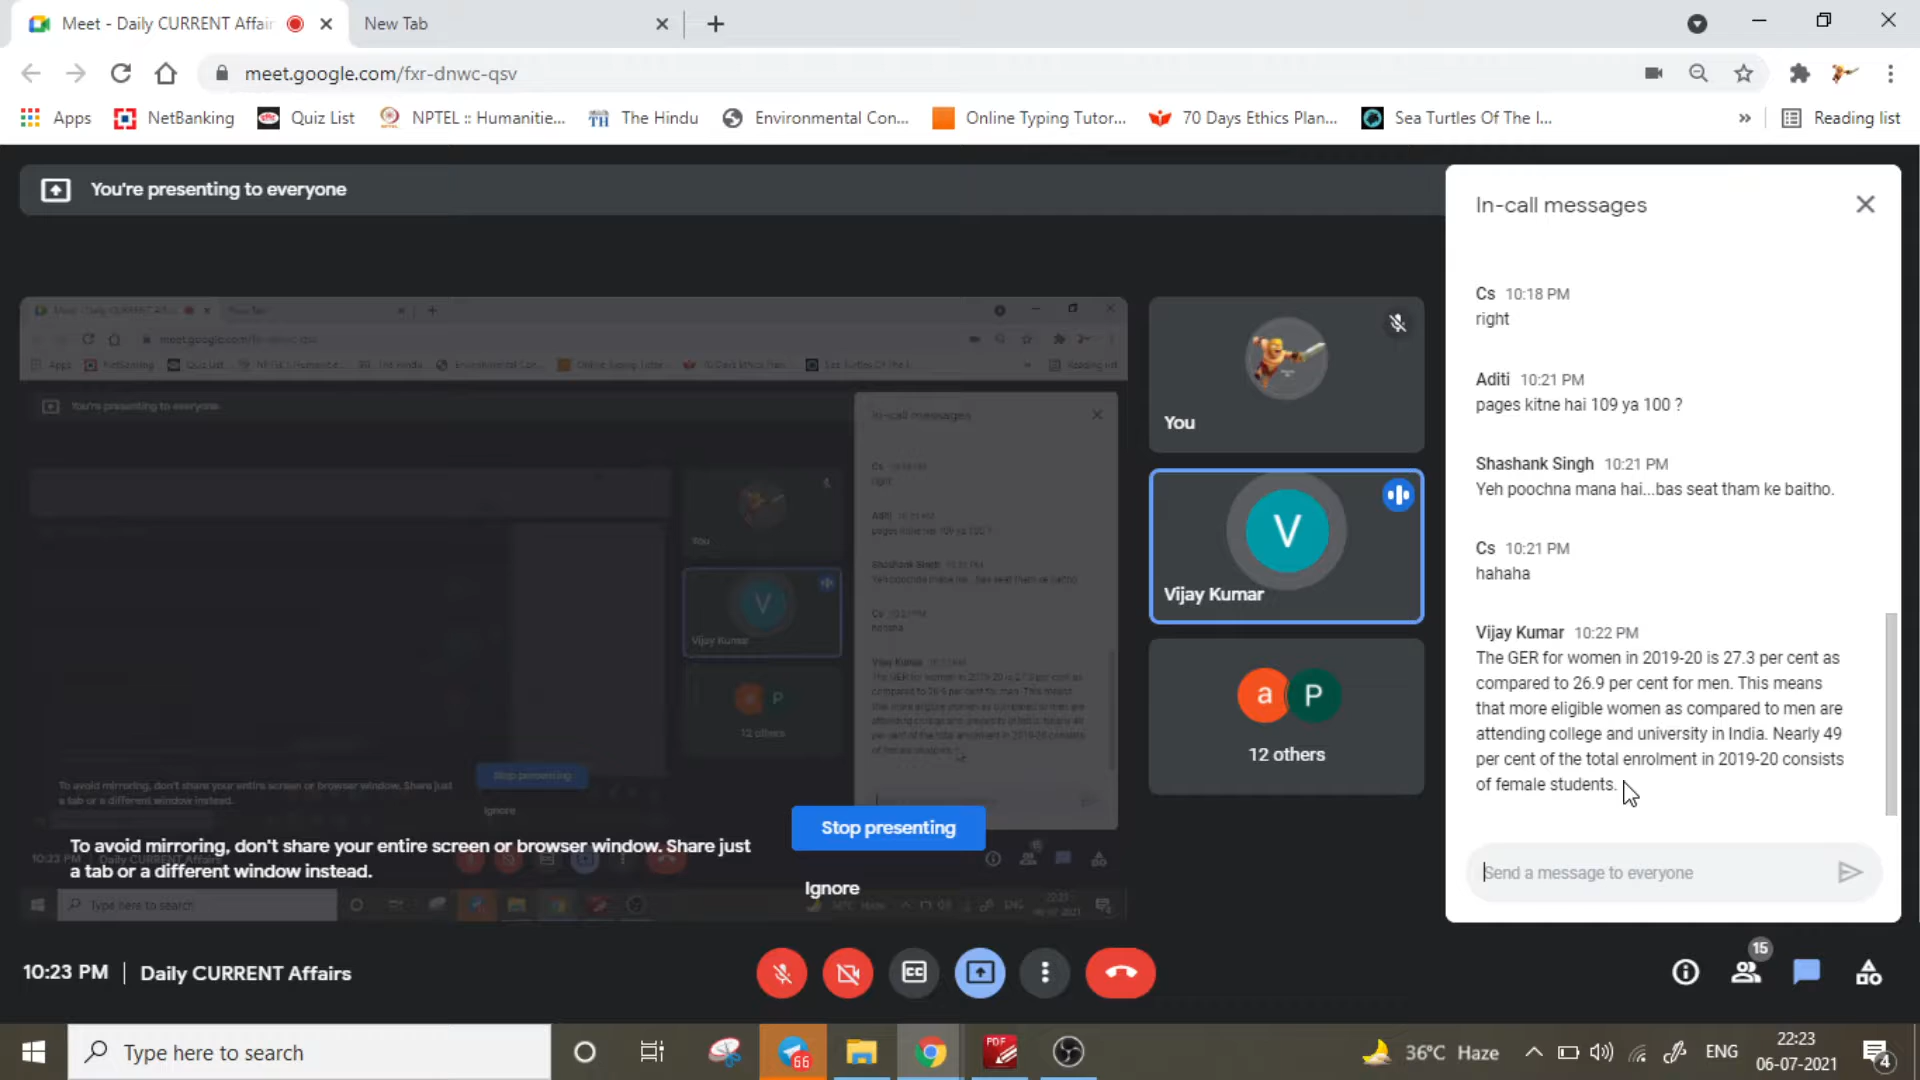 Meet - Daily CURRENT Affair
New Tab
meet.google.com/fxr-dnwc-qsv
Apps
NetBanking
Quiz List
NPTEL :: Humanitie...
The Hindu
Environmental Con...
Online Typing Tutor...
70 Days Ethics Plan...
Sea Turtles Of The I...
Reading list
You're presenting to everyone
To avoid mirroring, don't share your entire screen or browser window. Share just
a tab or a different window instead.
Stop presenting
Ignore
You
V
Vijay Kumar
a P
12 others
In-call messages
Cs 10:18 PM
right
Aditi 10:21 PM
pages kitne hai 109 ya 100 ?
Shashank Singh 10:21 PM
Yeh poochna mana hai...bas seat tham ke baitho.
Cs 10:21 PM
hahaha
Vijay Kumar 10:22 PM
The GER for women in 2019-20 is 27.3 per cent as
compared to 26.9 per cent for men. This means
that more eligible women as compared to men are
attending college and university in India. Nearly 49
per cent of the total enrolment in 2019-20 consists
of female students.
Send a message to everyone
10:23 PM | Daily CURRENT Affairs
CC
15
Type here to search
66
PDF
36°C Haze
ENG
22:23
06-07-2021
4